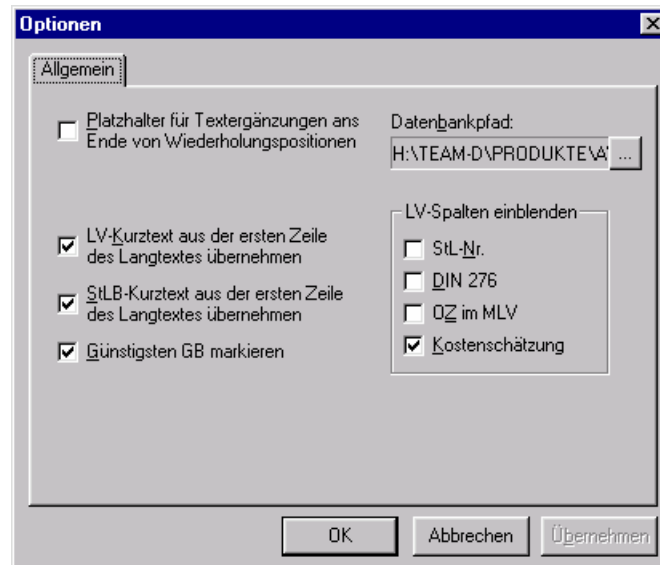 Optionen
Allgemein
Platzhalter für Textergänzungen ans
Ende von Wiederholungspositionen
Datenbankpfad:
H:\TEAM-D\PRODUKTE\A
...
LV-Kurztext aus der ersten Zeile
des Langtextes übernehmen
StLB-Kurztext aus der ersten Zeile
des Langtextes übernehmen
Günstigsten GB markieren
LV-Spalten einblenden
StL-Nr.
DIN 276
OZ im MLV
Kostenschätzung
OK
Abbrechen
Übernehmen